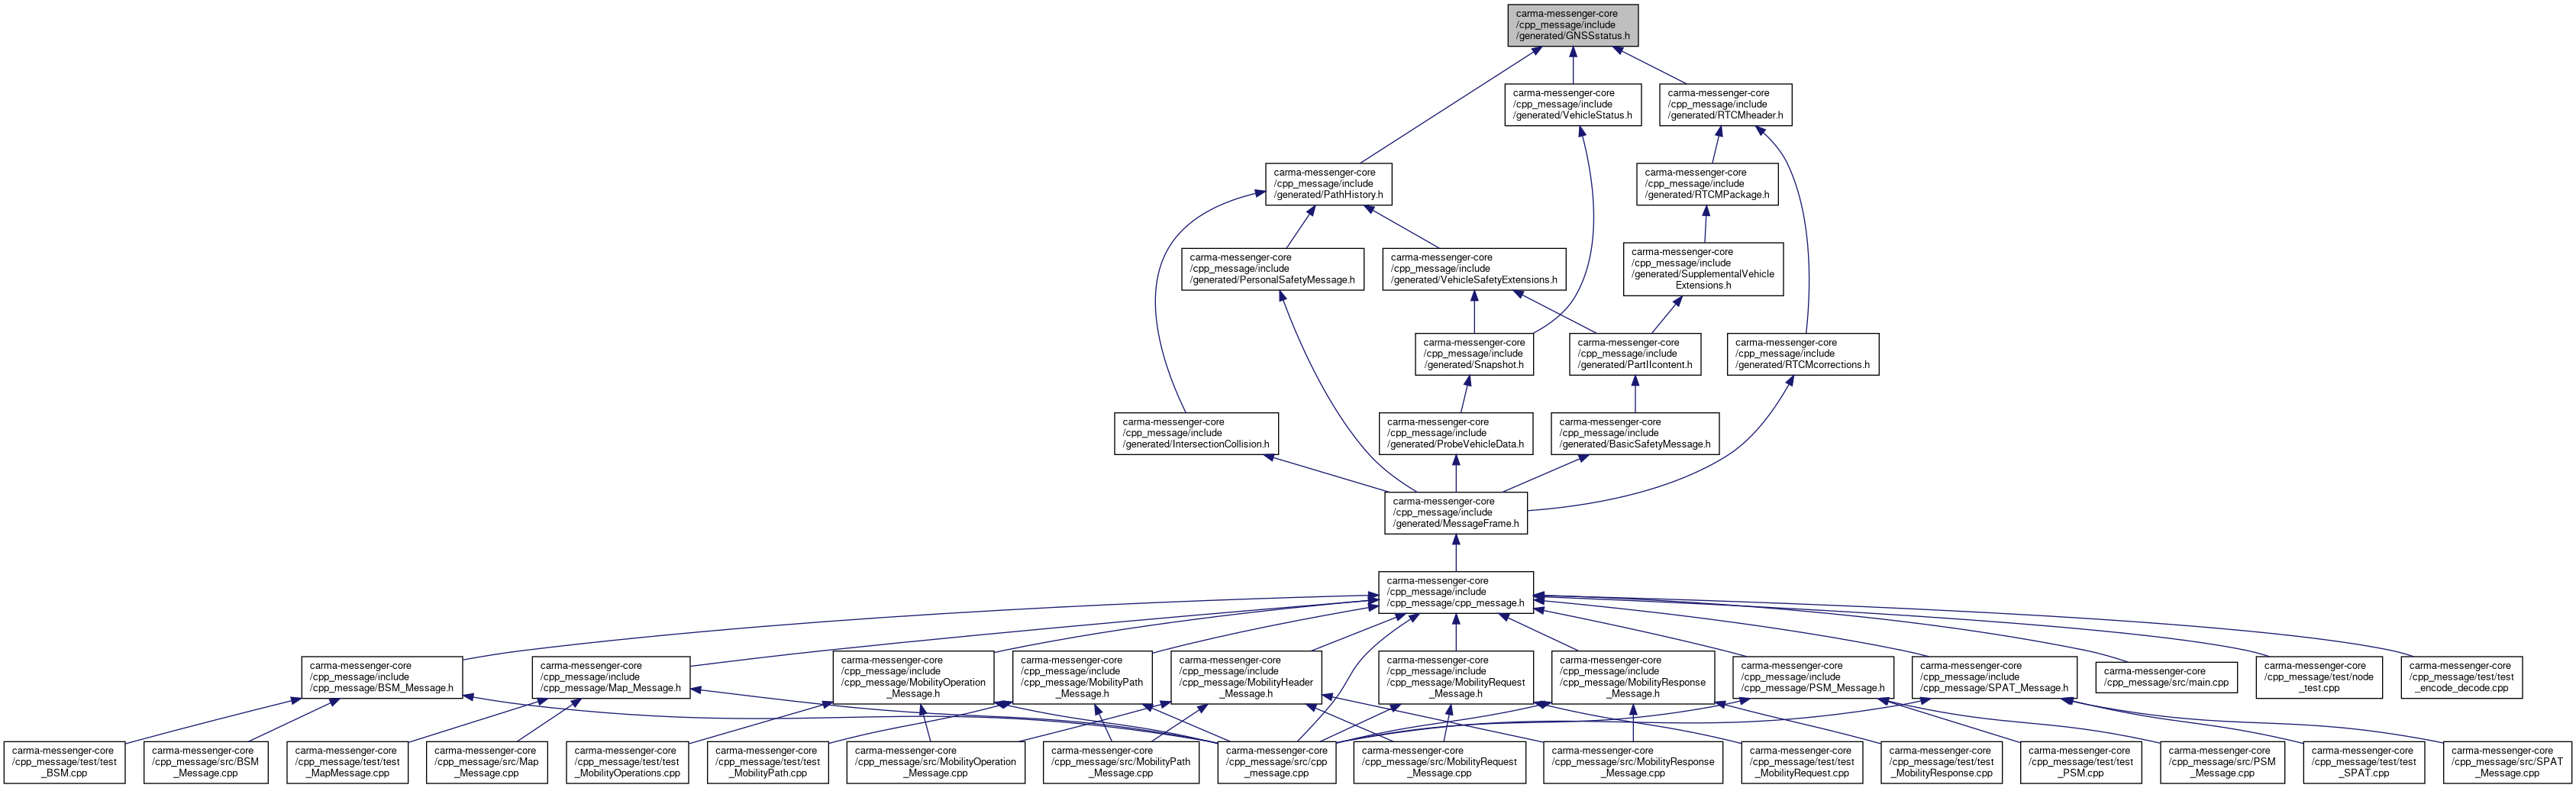 carma-messenger-core
/cpp_message/include
/generated/GNSSstatus.h
carma-messenger-core
/cpp_message/include
/generated/VehicleStatus.h
carma-messenger-core
/cpp_message/include
/generated/RTCMheader.h
carma-messenger-core
/cpp_message/include
/generated/PathHistory.h
carma-messenger-core
/cpp_message/include
/generated/RTCMPackage.h
carma-messenger-core
/cpp_message/include
/generated/PersonalSafetyMessage.h
carma-messenger-core
/cpp_message/include
/generated/VehicleSafetyExtensions.h
carma-messenger-core
/cpp_message/include
/generated/SupplementalVehicle
Extensions.h
carma-messenger-core
/cpp_message/include
/generated/Snapshot.h
carma-messenger-core
/cpp_message/include
/generated/PartIIcontent.h
carma-messenger-core
/cpp_message/include
/generated/RTCMcorrections.h
carma-messenger-core
/cpp_message/include
/generated/IntersectionCollision.h
carma-messenger-core
/cpp_message/include
/generated/ProbeVehicleData.h
carma-messenger-core
/cpp_message/include
/generated/BasicSafetyMessage.h
carma-messenger-core
/cpp_message/include
/generated/MessageFrame.h
carma-messenger-core
/cpp_message/include
/cpp_message/cpp_message.h
carma-messenger-core
/cpp_message/include
/cpp_message/BSM_Message.h
carma-messenger-core
/cpp_message/include
/cpp_message/Map_Message.h
carma-messenger-core
/cpp_message/include
/cpp_message/MobilityOperation
_Message.h
carma-messenger-core
/cpp_message/include
/cpp_message/MobilityPath
_Message.h
carma-messenger-core
/cpp_message/include
/cpp_message/MobilityHeader
_Message.h
carma-messenger-core
/cpp_message/include
/cpp_message/MobilityRequest
_Message.h
carma-messenger-core
/cpp_message/include
/cpp_message/MobilityResponse
_Message.h
carma-messenger-core
/cpp_message/include
/cpp_message/PSM_Message.h
carma-messenger-core
/cpp_message/include
/cpp_message/SPAT_Message.h
carma-messenger-core
/cpp_message/src/main.cpp
carma-messenger-core
/cpp_message/test/node
_test.cpp
carma-messenger-core
/cpp_message/test/test
_encode_decode.cpp
carma-messenger-core
/cpp_message/test/test
_BSM.cpp
carma-messenger-core
/cpp_message/src/BSM
_Message.cpp
carma-messenger-core
/cpp_message/test/test
_MapMessage.cpp
carma-messenger-core
/cpp_message/src/Map
_Message.cpp
carma-messenger-core
/cpp_message/test/test
_MobilityOperations.cpp
carma-messenger-core
/cpp_message/test/test
_MobilityPath.cpp
carma-messenger-core
/cpp_message/src/MobilityOperation
_Message.cpp
carma-messenger-core
/cpp_message/src/MobilityPath
_Message.cpp
carma-messenger-core
/cpp_message/src/cpp
_message.cpp
carma-messenger-core
/cpp_message/src/MobilityRequest
_Message.cpp
carma-messenger-core
/cpp_message/src/MobilityResponse
_Message.cpp
carma-messenger-core
/cpp_message/test/test
_MobilityRequest.cpp
carma-messenger-core
/cpp_message/test/test
_MobilityResponse.cpp
carma-messenger-core
/cpp_message/test/test
_PSM.cpp
carma-messenger-core
/cpp_message/src/PSM
_Message.cpp
carma-messenger-core
/cpp_message/test/test
_SPAT.cpp
carma-messenger-core
/cpp_message/src/SPAT
_Message.cpp